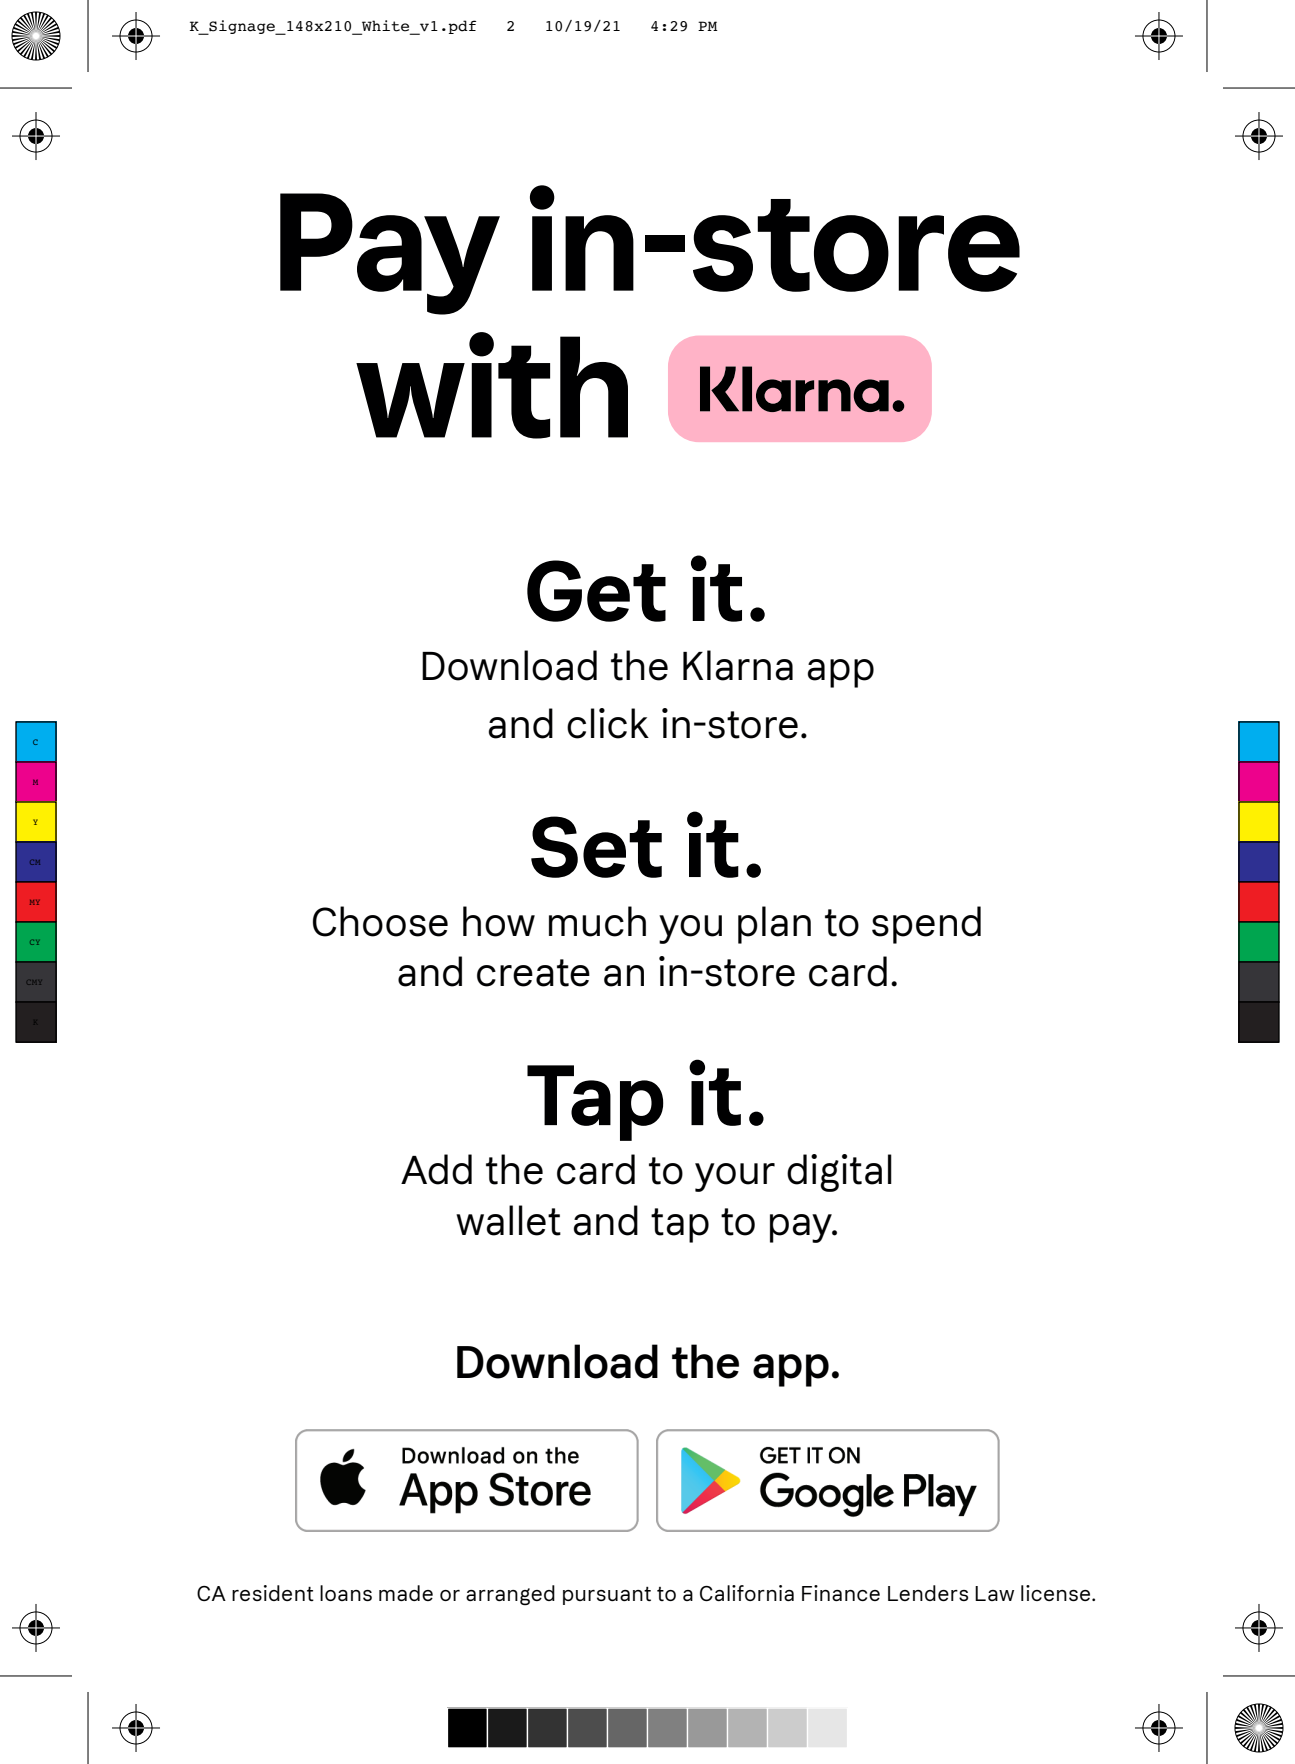 K_Signage_148x210_White_v1.pdf 2 10/19/21 4:29 PM
Pay in-store
with Klarna.
Get it.
Download the Klarna app
and click in-store.
C
M
Y
CM
MY
CY
CMY
K
Set it.
Choose how much you plan to spend
and create an in-store card.
Tap it.
Add the card to your digital
wallet and tap to pay.
Download the app.
Download on the
App Store
GET IT ON
Google Play
CA resident loans made or arranged pursuant to a California Finance Lenders Law license.